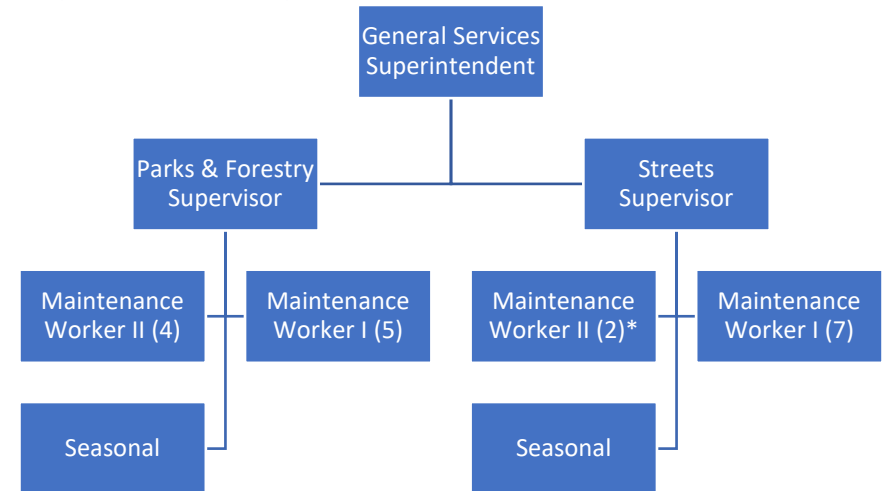 General Services
Superintendent
Parks & Forestry
Supervisor
Streets
Supervisor
Maintenance
Worker II (4)
Maintenance
Worker I (5)
Maintenance
Worker II (2)*
Maintenance
Worker I (7)
Seasonal
Seasonal